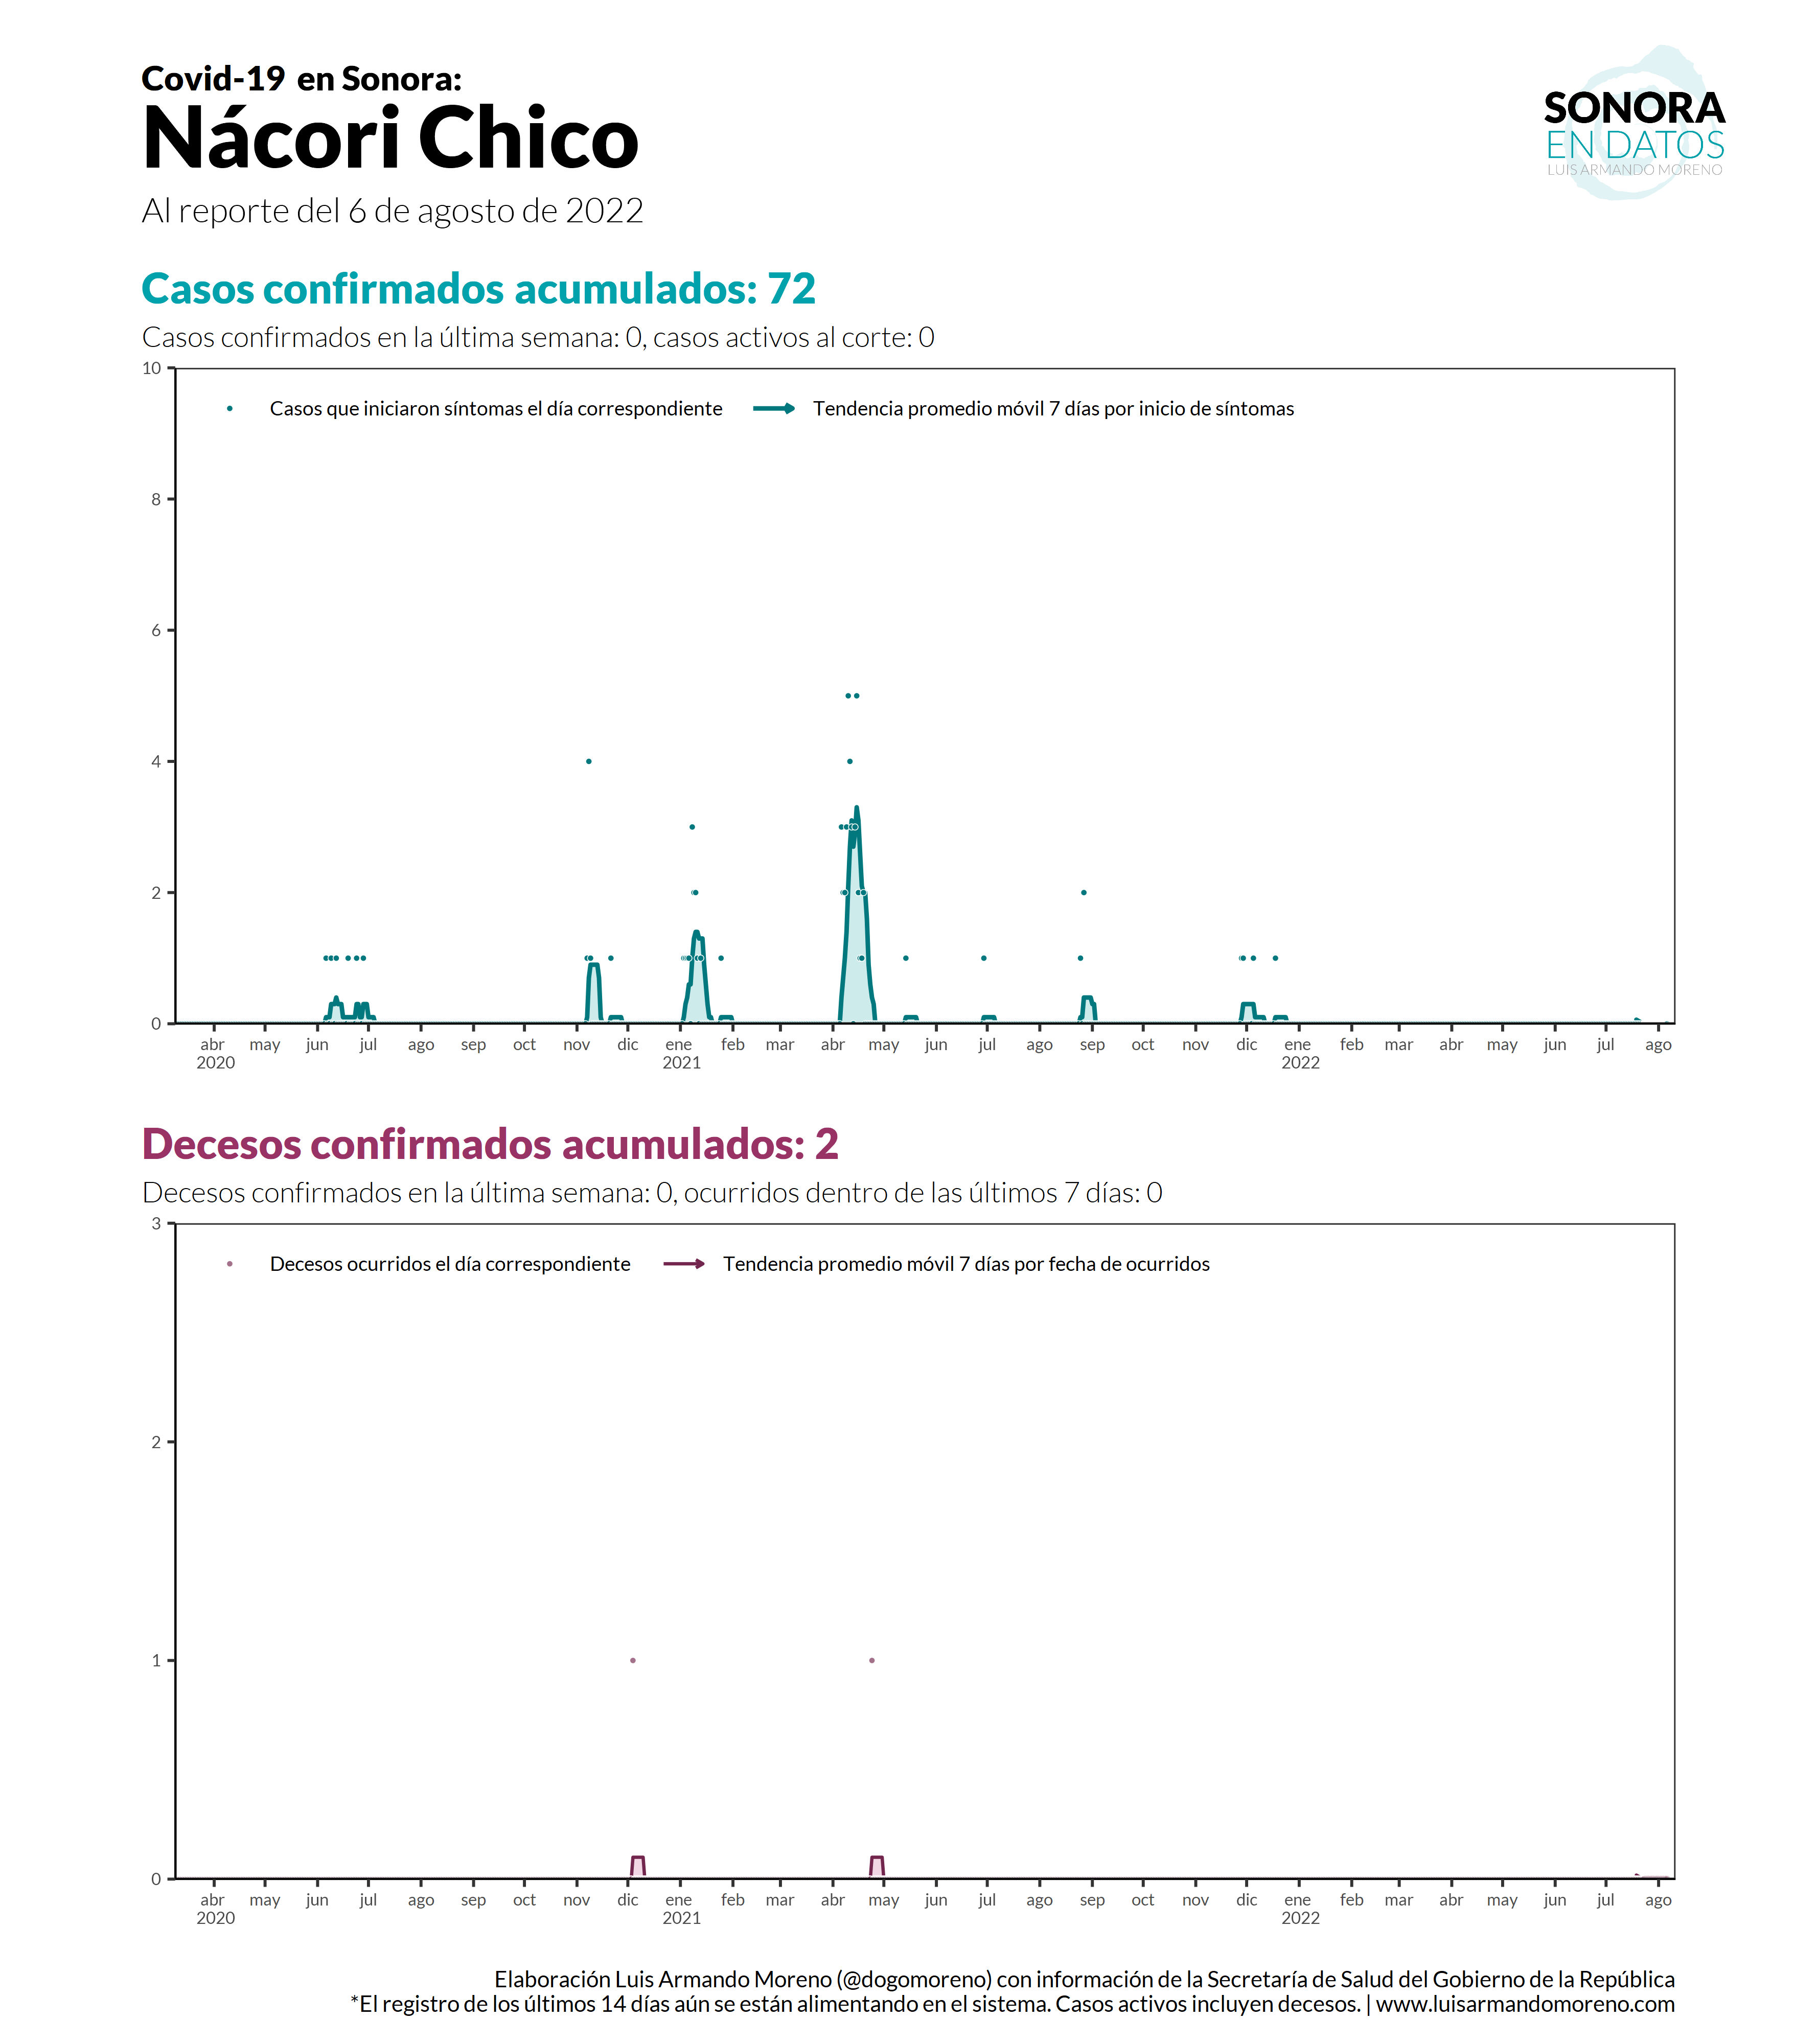 Covid-19 en Sonora:
Nácori Chico
Al reporte del 6 de agosto de 2022
SONORA
EN DATOS
LUIS ARMANDO MORENO
Casos confirmados acumulados: 72
Casos confirmados en la última semana: 0, casos activos al corte: 0
Casos que iniciaron síntomas el día correspondiente Tendencia promedio móvil 7 días por inicio de síntomas
10
8
6
4
2
0
abr may jun jul ago sep oct nov dic ene feb mar abr may jun jul ago sep oct nov dic ene feb mar abr may jun jul ago
2020 2021 2022
Decesos confirmados acumulados: 2
Decesos confirmados en la última semana: 0, ocurridos dentro de las últimos 7 días: 0
Decesos ocurridos el día correspondiente Tendencia promedio móvil 7 días por fecha de ocurridos
3
2
1
0
abr may jun jul ago sep oct nov dic ene feb mar abr may jun jul ago sep oct nov dic ene feb mar abr may jun jul ago
2020 2021 2022
Elaboración Luis Armando Moreno (@dogomoreno) con información de la Secretaría de Salud del Gobierno de la República
*El registro de los últimos 14 días aún se están alimentando en el sistema. Casos activos incluyen decesos. | www.luisarmandomoreno.com